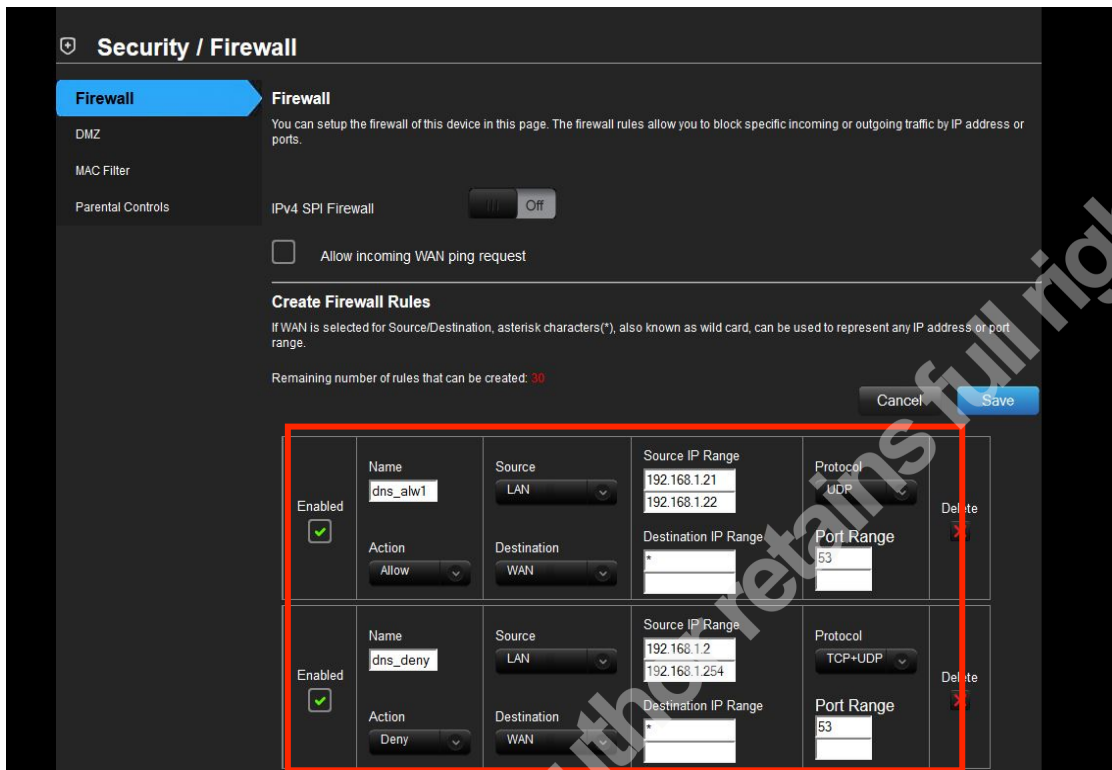 Security / Firewall
Firewall
DMZ
MAC Filter
Parental Controls
Firewall
You can setup the firewall of this device in this page. The firewall rules allow you to block specific incoming or outgoing traffic by IP address or
ports.
IPv4 SPI Firewall
Off
Allow incoming WAN ping request
Create Firewall Rules
If WAN is selected for Source/Destination, asterisk characters(*), also known as wild card, can be used to represent any IP address or port
range.
Remaining number of rules that can be created: 30
Cancel
Save
Enabled
Name
dns_alw1
Action
Allow
Source
LAN
Destination
WAN
Source IP Range
192.168.1.21
192.168.1.22
Destination IP Range
*
Protocol
UDP
Port Range
53
Delete
Enabled
Name
dns_deny
Action
Deny
Source
LAN
Destination
WAN
Source IP Range
192.168.1.2
192.168.1.254
Destination IP Range
*
Protocol
TCP+UDP
Port Range
53
Delete
retains full